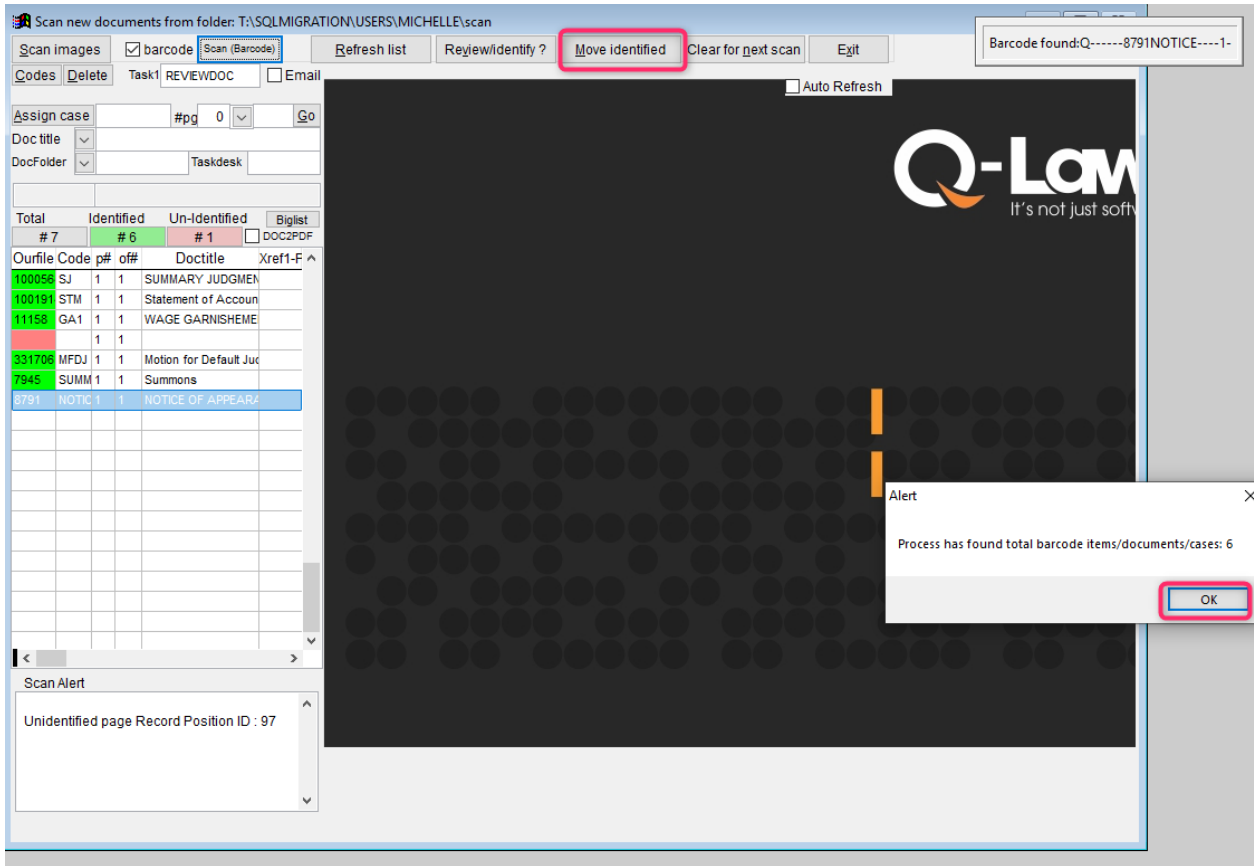 Scan new documents from folder: T:\SQLMIGRATION\USERS\MICHELLE\scan
Scan images barcode Scan (Barcode) Refresh list Review/identify ? Move identified Clear for next scan Exit
Barcode found:Q------8791NOTICE----1-
Codes Delete Task1 REVIEWDOC Email
Auto Refresh
Assign case #pg 0 Go
Doc title
DocFolder Taskdesk
Q-Law
It's not just softw
Total Identified Un-Identified Biglist
# 7 # 6 # 1 DOC2PDF
Ourfile Code p# of# Doctitle Xref1-F
100056 SJ 1 1 SUMMARY JUDGMEN
100191 STM 1 1 Statement of Accoun
11158 GA1 1 1 WAGE GARNISHEME
1 1
331706 MFDJ 1 1 Motion for Default Juc
7945 SUMM 1 1 Summons
8791 NOTIC 1 1 NOTICE OF APPEARA
Alert
Process has found total barcode items/documents/cases: 6
OK
Scan Alert
Unidentified page Record Position ID : 97